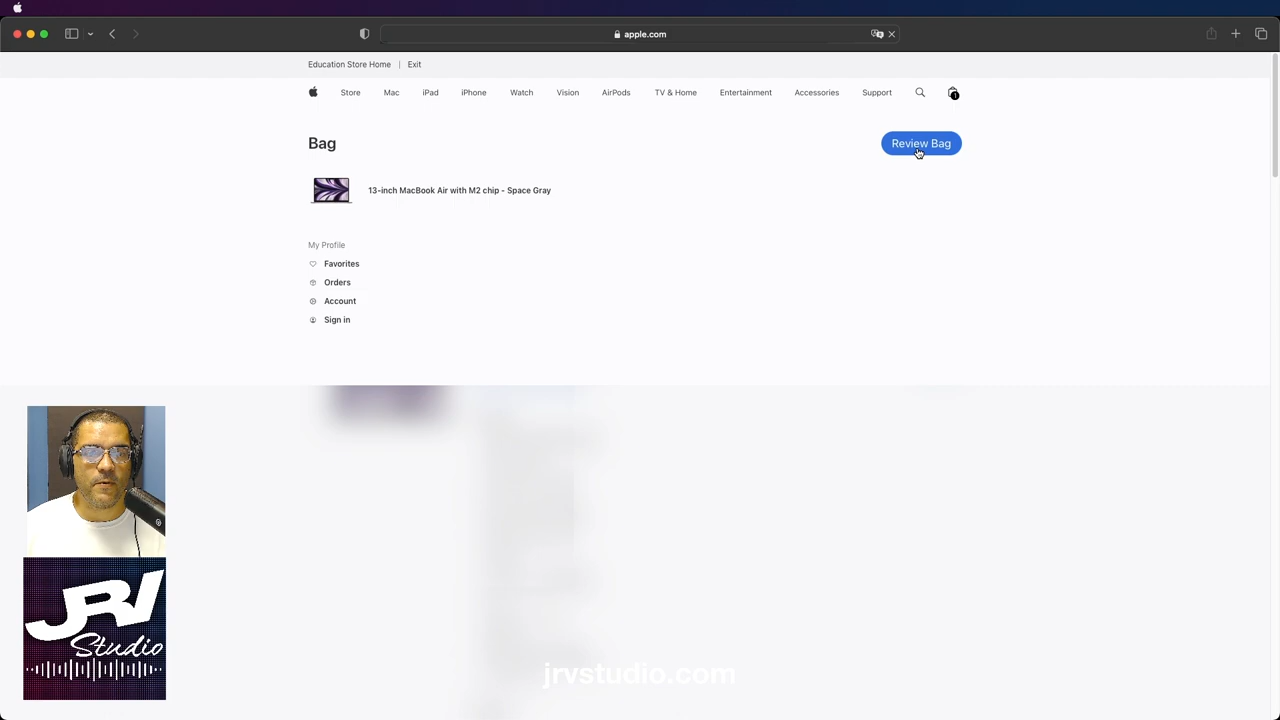 apple.com
Education Store Home | Exit
Store Mac iPad iPhone Watch Vision AirPods TV & Home Entertainment Accessories Support 1
Bag
Review Bag
13-inch MacBook Air with M2 chip - Space Gray
My Profile
Favorites
Orders
Account
Sign in
JRV
Studio
jrvstudio.com